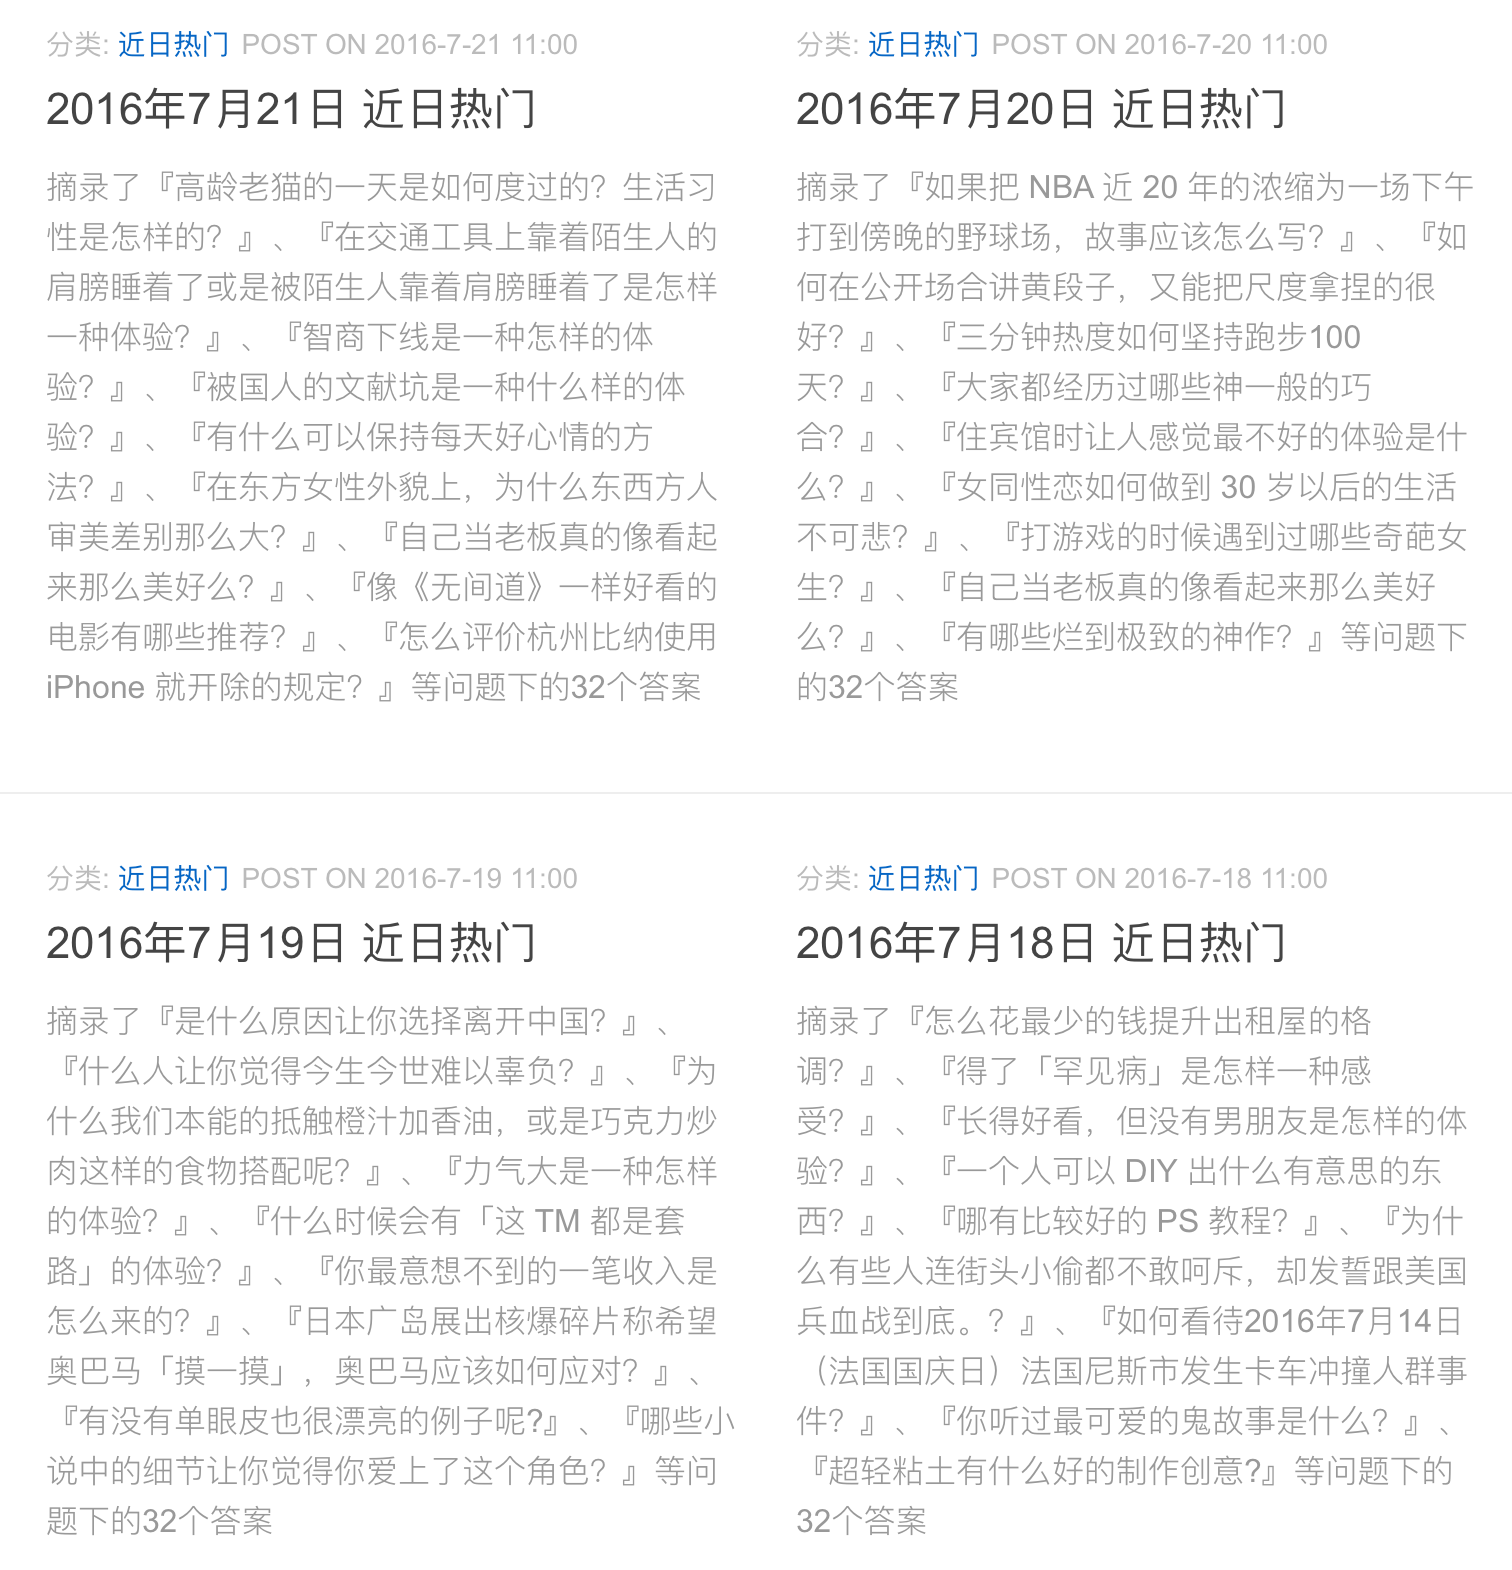 分类: 近日热门 POST ON 2016-7-21 11:00
2016年7月21日 近日热门
摘录了『高龄老猫的一天是如何度过的？生活习
性是怎样的？』、『在交通工具上靠着陌生人的
肩膀睡着了或是被陌生人靠着肩膀睡着了是怎样
一种体验？』、『智商下线是一种怎样的体
验？』、『被国人的文献坑是一种什么样的体
验？』、『有什么可以保持每天好心情的方
法？』、『在东方女性外貌上，为什么东西方人
审美差别那么大？』、『自己当老板真的像看起
来那么美好么？』、『像《无间道》一样好看的
电影有哪些推荐？』、『怎么评价杭州比纳使用
iPhone 就开除的规定？』等问题下的32个答案
分类: 近日热门 POST ON 2016-7-20 11:00
2016年7月20日 近日热门
摘录了『如果把 NBA 近 20 年的浓缩为一场下午
打到傍晚的野球场，故事应该怎么写？』、『如
何在公开场合讲黄段子，又能把尺度拿捏的很
好？』、『三分钟热度如何坚持跑步100
天？』、『大家都经历过哪些神一般的巧
合？』、『住宾馆时让人感觉最不好的体验是什
么？』、『女同性恋如何做到 30 岁以后的生活
不可悲？』、『打游戏的时候遇到过哪些奇葩女
生？』、『自己当老板真的像看起来那么美好
么？』、『有哪些烂到极致的神作？』等问题下
的32个答案
分类: 近日热门 POST ON 2016-7-19 11:00
2016年7月19日 近日热门
摘录了『是什么原因让你选择离开中国？』、
『什么人让你觉得今生今世难以辜负？』、『为
什么我们本能的抵触橙汁加香油，或是巧克力炒
肉这样的食物搭配呢？』、『力气大是一种怎样
的体验？』、『什么时候会有「这 TM 都是套
路」的体验？』、『你最意想不到的一笔收入是
怎么来的？』、『日本广岛展出核爆碎片称希望
奥巴马「摸一摸」，奥巴马应该如何应对？』、
『有没有单眼皮也很漂亮的例子呢?』、『哪些小
说中的细节让你觉得你爱上了这个角色？』等问
题下的32个答案
分类: 近日热门 POST ON 2016-7-18 11:00
2016年7月18日 近日热门
摘录了『怎么花最少的钱提升出租屋的格
调？』、『得了「罕见病」是怎样一种感
受？』、『长得好看，但没有男朋友是怎样的体
验？』、『一个人可以 DIY 出什么有意思的东
西？』、『哪有比较好的 PS 教程？』、『为什
么有些人连街头小偷都不敢呵斥，却发誓跟美国
兵血战到底。？』、『如何看待2016年7月14日
（法国国庆日）法国尼斯市发生卡车冲撞人群事
件？』、『你听过最可爱的鬼故事是什么？』、
『超轻粘土有什么好的制作创意?』等问题下的
32个答案